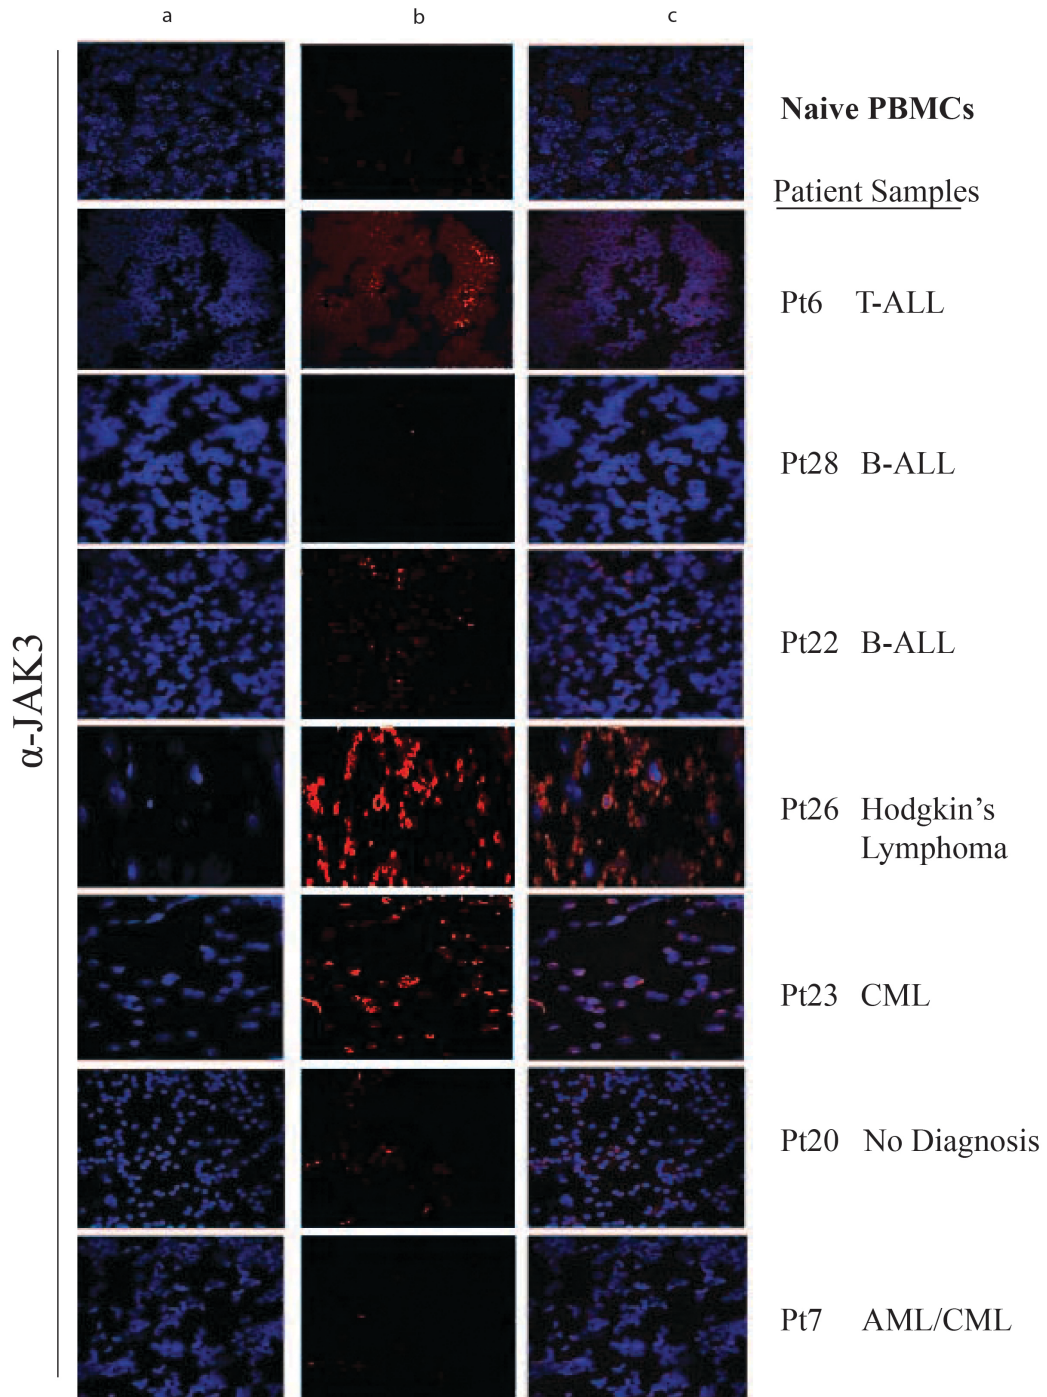 a b c
α-JAK3
Naive PBMCs
Patient Samples
Pt6 T-ALL
Pt28 B-ALL
Pt22 B-ALL
Pt26 Hodgkin’s
Lymphoma
Pt23 CML
Pt20 No Diagnosis
Pt7 AML/CML